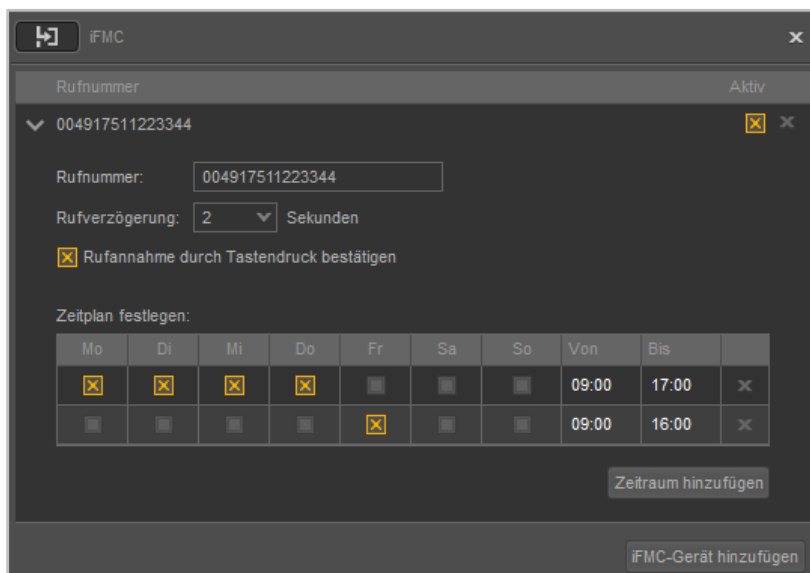 iFMC
Rufnummer Aktiv
004917511223344
Rufnummer: 004917511223344
Rufverzögerung: 2 Sekunden
Rufannahme durch Tastendruck bestätigen
Zeitplan festlegen:
Mo Di Mi Do Fr Sa So Von Bis
09:00 17:00
09:00 16:00
Zeitraum hinzufügen
iFMC-Gerät hinzufügen